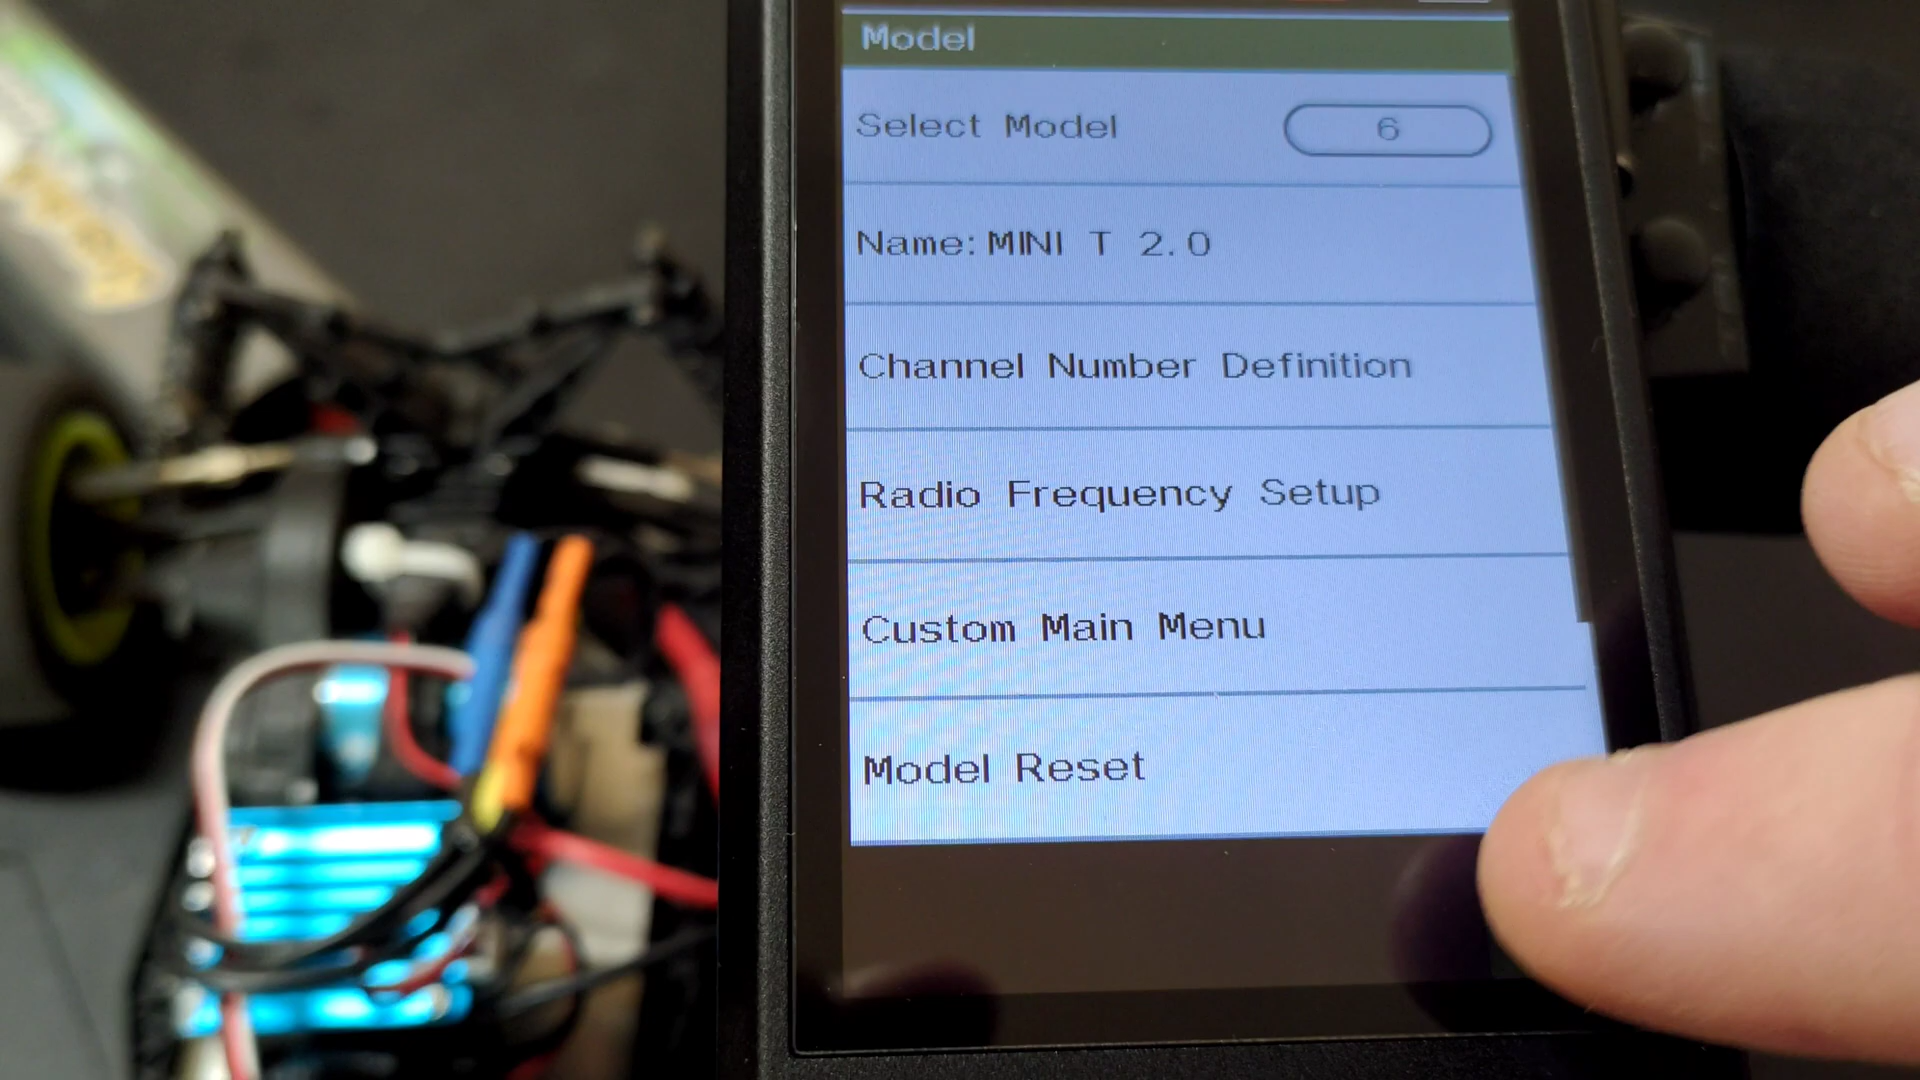 Model
Select Model 6
Name: MINI T 2.0
Channel Number Definition
Radio Frequency Setup
Custom Main Menu
Model Reset